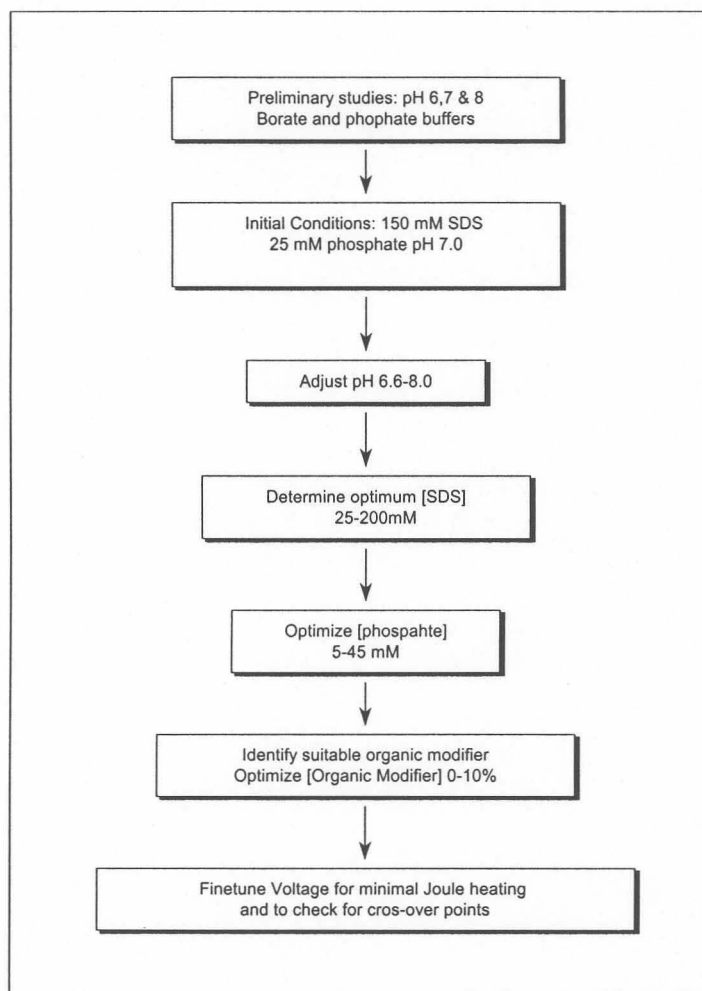 Preliminary studies: pH 6,7 & 8
Borate and phophate buffers
Initial Conditions: 150 mM SDS
25 mM phosphate pH 7.0
Adjust pH 6.6-8.0
Determine optimum [SDS]
25-200mM
Optimize [phospahte]
5-45 mM
Identify suitable organic modifier
Optimize [Organic Modifier] 0-10%
Finetune Voltage for minimal Joule heating
and to check for cros-over points